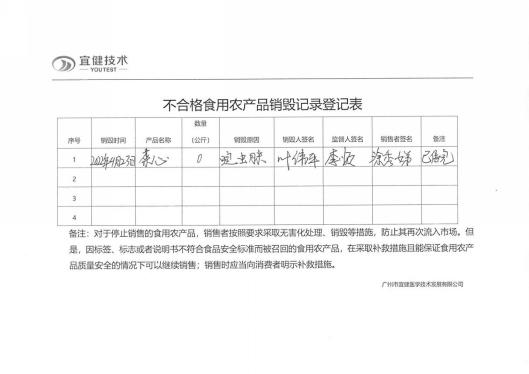 宜健技术
YOUTEST
不合格食用农产品销毁记录登记表
序号 销毁时间 产品名称 数量（公斤） 销毁原因 销毁人签名 监督人签名 销售者签名 备注
1 菜心 0 啶虫脒 叶伟平 已售完
2
3
4
备注：对于停止销售的食用农产品，销售者按照要求采取无害化处理、销毁等措施，防止其再次流入市场。但
是，因标签、标志或者说明书不符合食品安全标准而被召回的食用农产品，在采取补救措施且能保证食用农产
品质量安全的情况下可以继续销售；销售时应当向消费者明示补救措施。
广州市宜健医学技术发展有限公司